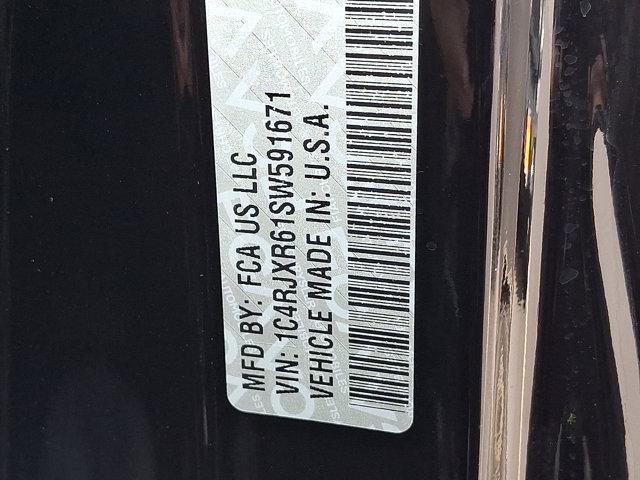 MFD BY: FCA US LLC
VIN: 1C4RJXR61SW591671
VEHICLE MADE IN: U.S.A.